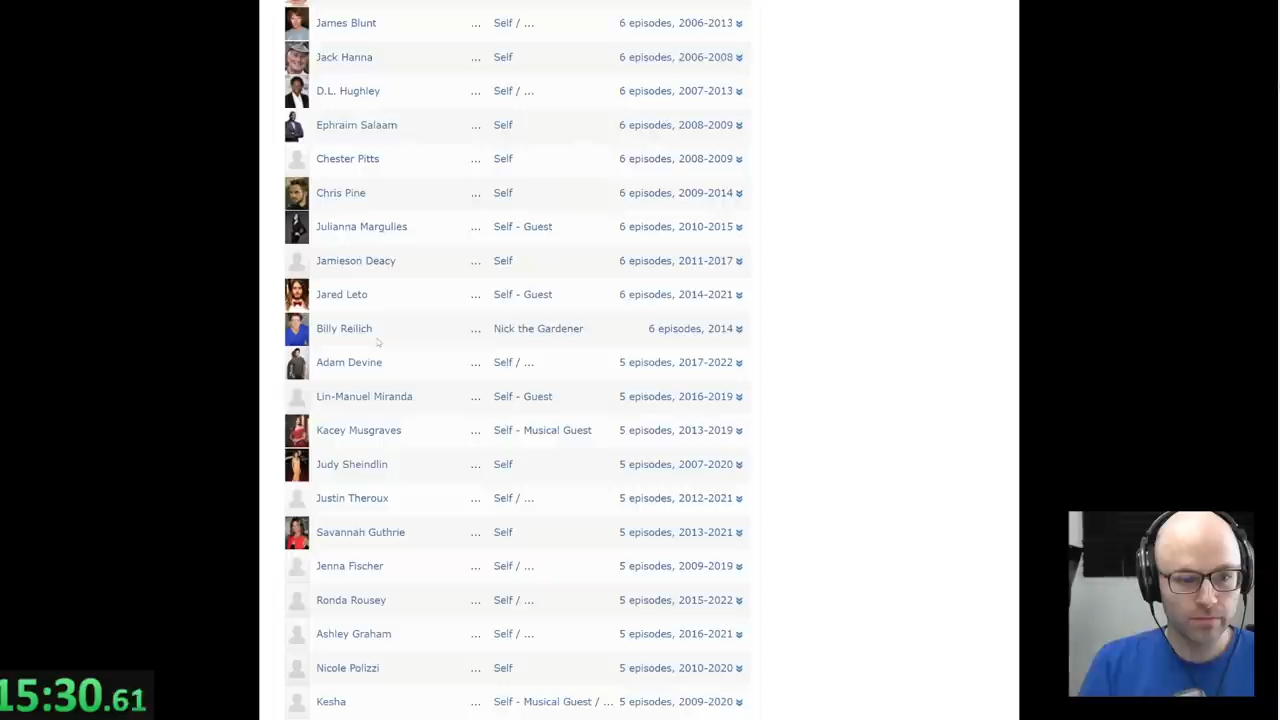 James Blunt ... Self / ... 6 episodes, 2006-2013
Jack Hanna ... Self 6 episodes, 2006-2008
D.L. Hughley ... Self / ... 6 episodes, 2007-2013
Ephraim Salaam ... Self 6 episodes, 2008-2009
Chester Pitts ... Self 6 episodes, 2008-2009
Chris Pine ... Self 6 episodes, 2009-2014
Julianna Margulies ... Self - Guest 6 episodes, 2010-2015
Jamieson Deacy ... Self 6 episodes, 2011-2017
Jared Leto ... Self - Guest 6 episodes, 2014-2021
Billy Reilich ... Nick the Gardener 6 episodes, 2014
Adam Devine ... Self / ... 5 episodes, 2017-2022
Lin-Manuel Miranda ... Self - Guest 5 episodes, 2016-2019
Kacey Musgraves ... Self - Musical Guest 5 episodes, 2013-2019
Judy Sheindlin ... Self 5 episodes, 2007-2020
Justin Theroux ... Self / ... 5 episodes, 2012-2021
Savannah Guthrie ... Self 5 episodes, 2013-2021
Jenna Fischer ... Self / ... 5 episodes, 2009-2019
Ronda Rousey ... Self / ... 5 episodes, 2015-2022
Ashley Graham ... Self / ... 5 episodes, 2016-2021
Nicole Polizzi ... Self 5 episodes, 2010-2020
Kesha ... Self - Musical Guest / ... 5 episodes, 2009-2020
15:30.61